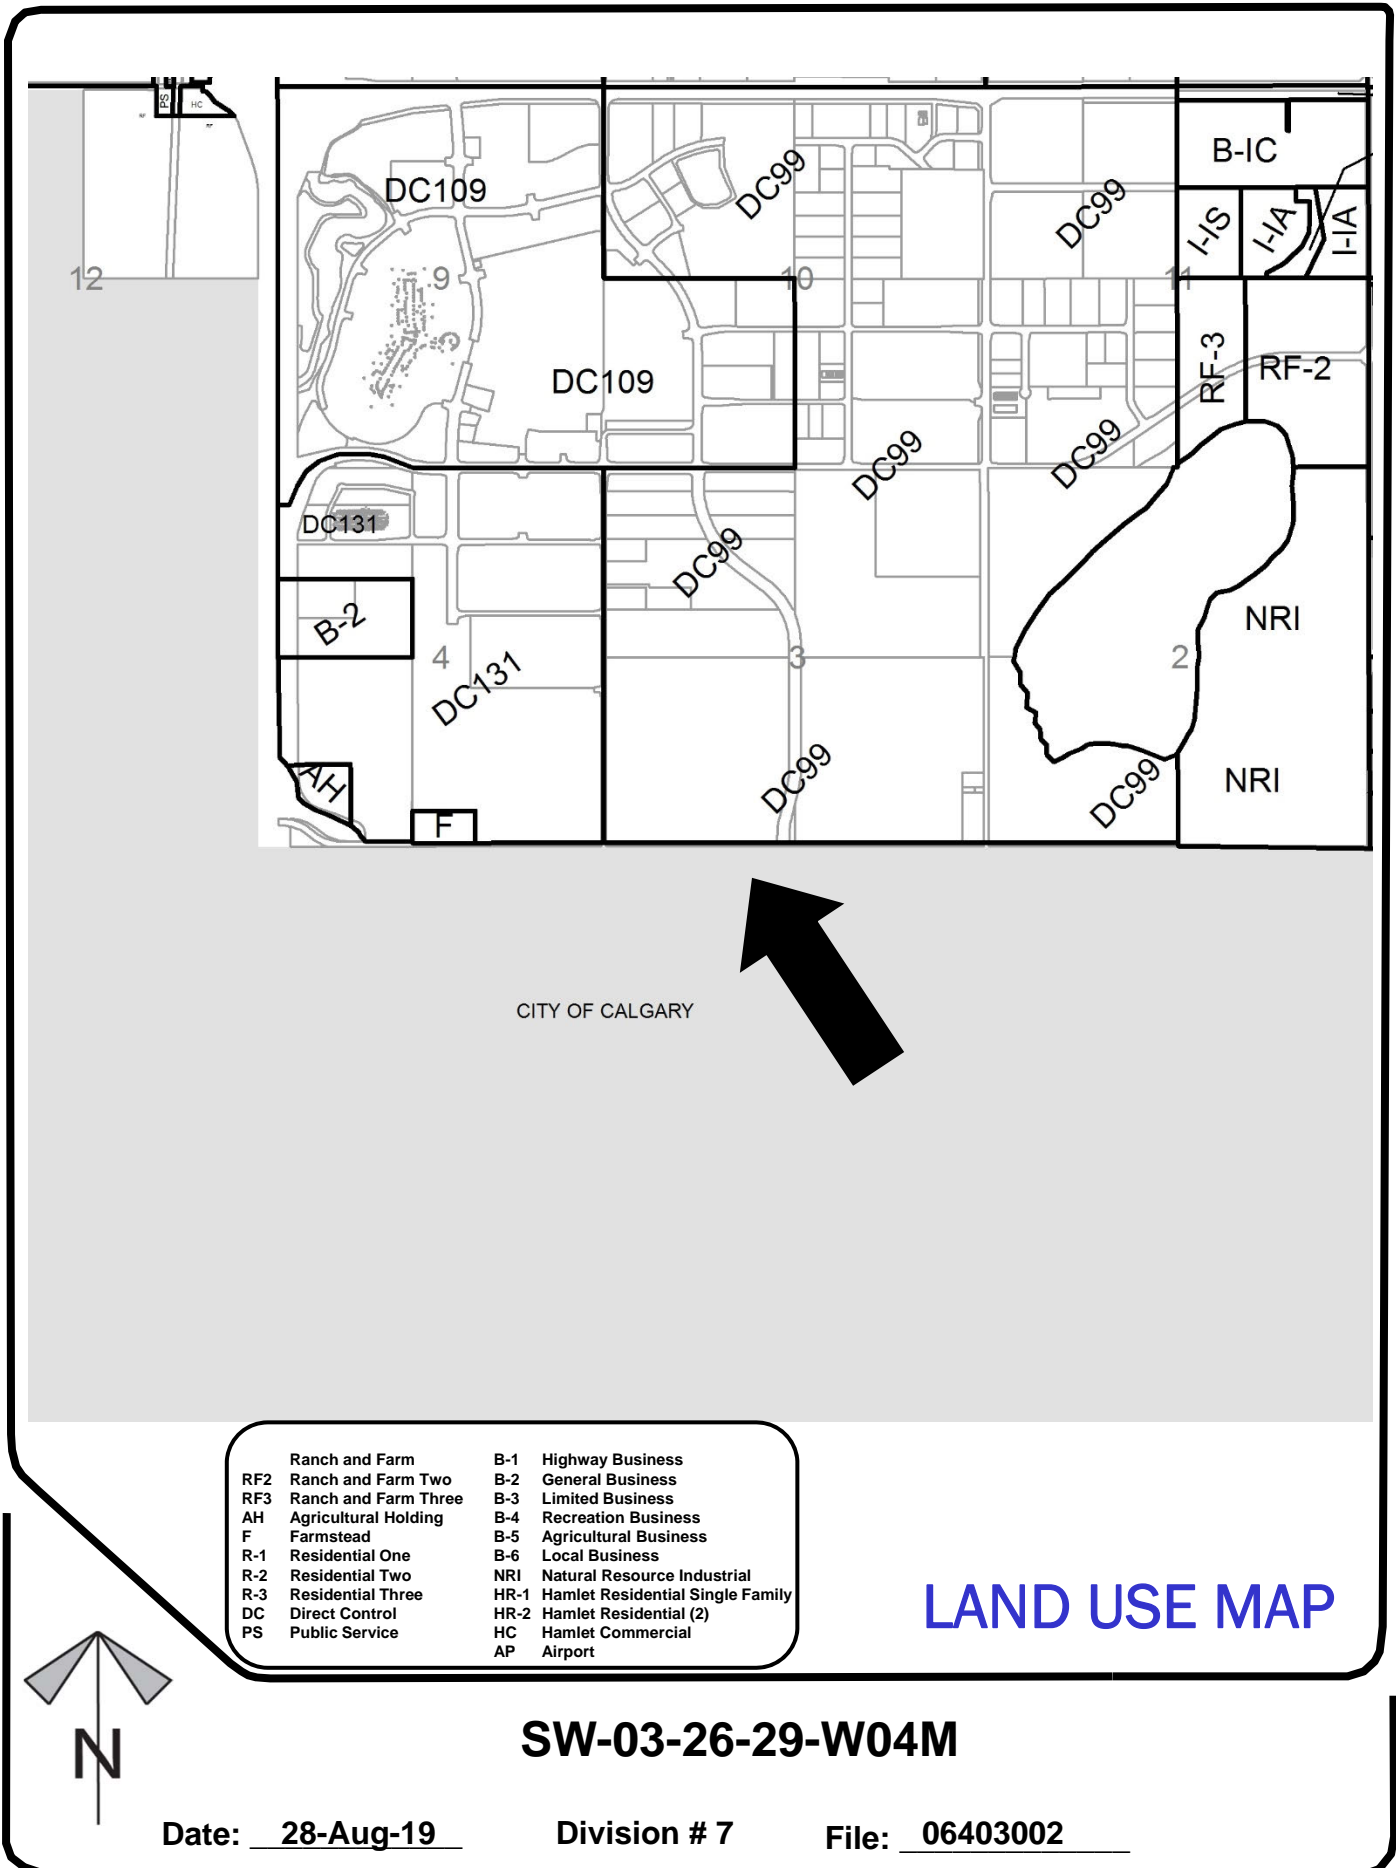 PS HC
RF
RF
DC109
DC99
DC99
B-IC
I-IS
I-IA
I-IA
12
9
10
11
DC109
RF-3
RF-2
DC99
DC99
DC131
DC99
B-2
NRI
4
3
2
DC131
DC99
AH
DC99
NRI
F
CITY OF CALGARY
Ranch and Farm
RF2 Ranch and Farm Two
RF3 Ranch and Farm Three
AH Agricultural Holding
F Farmstead
R-1 Residential One
R-2 Residential Two
R-3 Residential Three
DC Direct Control
PS Public Service
B-1 Highway Business
B-2 General Business
B-3 Limited Business
B-4 Recreation Business
B-5 Agricultural Business
B-6 Local Business
NRI Natural Resource Industrial
HR-1 Hamlet Residential Single Family
HR-2 Hamlet Residential (2)
HC Hamlet Commercial
AP Airport
LAND USE MAP
N
SW-03-26-29-W04M
Date: 28-Aug-19 Division # 7 File: 06403002